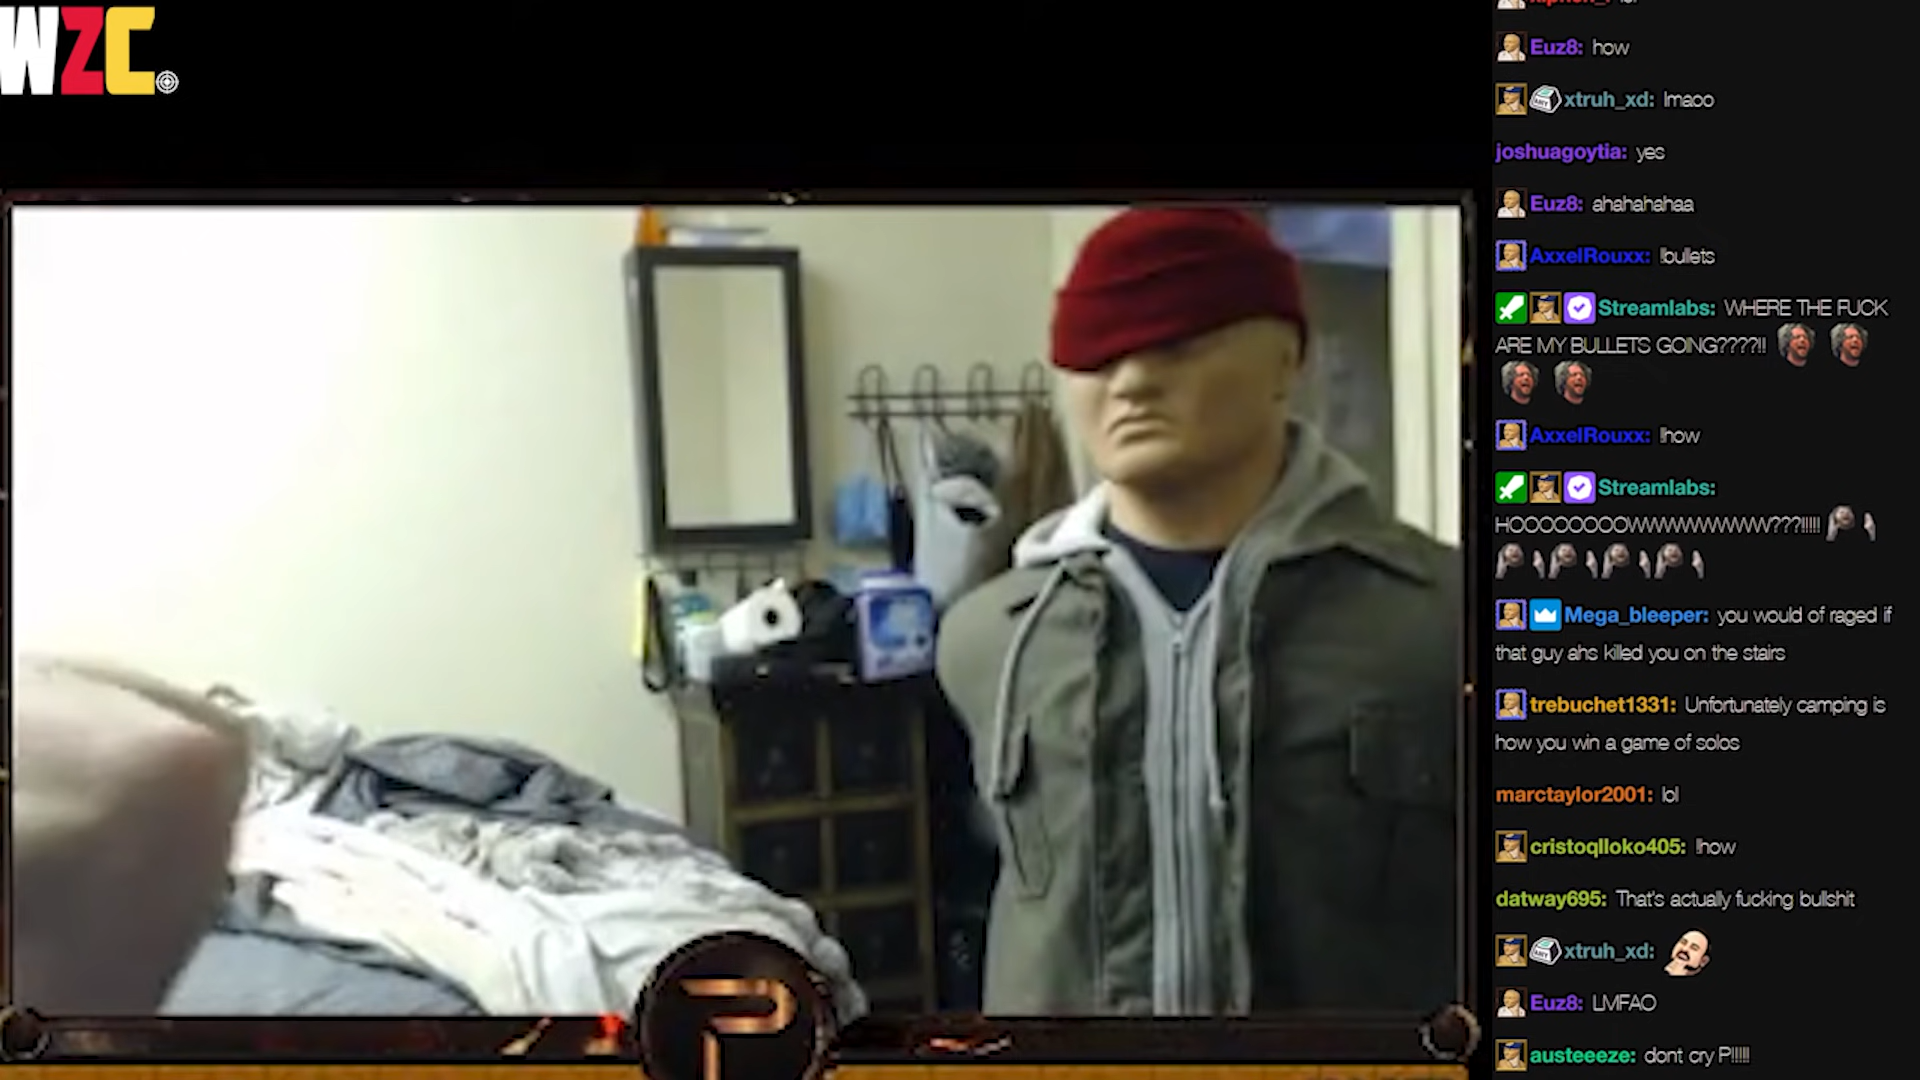 WZC
Euz8: how
xtruh_xd: lmaoo
joshuagoytia: yes
Euz8: ahahahahaa
AxxelRouxx: !bullets
Streamlabs: WHERE THE FUCK
ARE MY BULLETS GOING????!!
AxxelRouxx: !how
Streamlabs:
HOOOOOOOOWWWWWWWWW???!!!!!
Mega_bleeper: you would of raged if
that guy ahs killed you on the stairs
trebuchet1331: Unfortunately camping is
how you win a game of solos
marctaylor2001: lol
cristoqlloko405: !how
datway695: That's actually fucking bullshit
xtruh_xd:
Euz8: LMFAO
austeeeze: dont cry P!!!!!
P